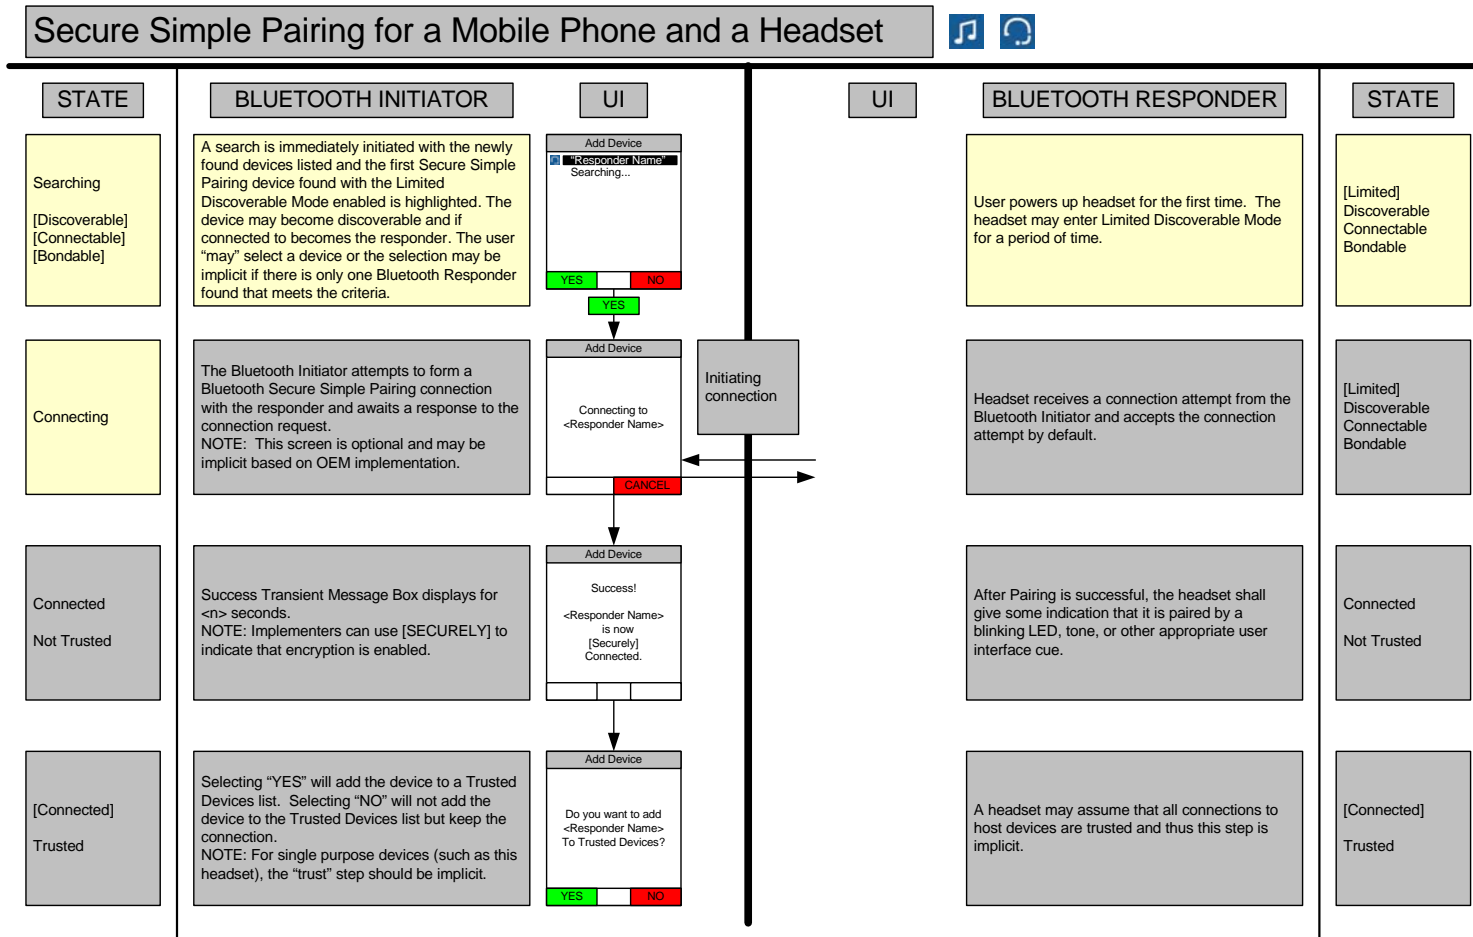 Secure Simple Pairing for a Mobile Phone and a Headset
STATE
BLUETOOTH INITIATOR
UI
UI
BLUETOOTH RESPONDER
STATE
Searching
[Discoverable]
[Connectable]
[Bondable]
A search is immediately initiated with the newly
found devices listed and the first Secure Simple
Pairing device found with the Limited
Discoverable Mode enabled is highlighted. The
device may become discoverable and if
connected to becomes the responder. The user
“may” select a device or the selection may be
implicit if there is only one Bluetooth Responder
found that meets the criteria.
Add Device
“Responder Name”
Searching...
YES
NO
YES
User powers up headset for the first time. The
headset may enter Limited Discoverable Mode
for a period of time.
[Limited]
Discoverable
Connectable
Bondable
Connecting
The Bluetooth Initiator attempts to form a
Bluetooth Secure Simple Pairing connection
with the responder and awaits a response to the
connection request.
NOTE: This screen is optional and may be
implicit based on OEM implementation.
Add Device
Connecting to
<Responder Name>
CANCEL
Initiating
connection
Headset receives a connection attempt from the
Bluetooth Initiator and accepts the connection
attempt by default.
[Limited]
Discoverable
Connectable
Bondable
Connected
Not Trusted
Success Transient Message Box displays for
<n> seconds.
NOTE: Implementers can use [SECURELY] to
indicate that encryption is enabled.
Add Device
Success!
<Responder Name>
is now
[Securely]
Connected.
After Pairing is successful, the headset shall
give some indication that it is paired by a
blinking LED, tone, or other appropriate user
interface cue.
Connected
Not Trusted
[Connected]
Trusted
Selecting “YES” will add the device to a Trusted
Devices list. Selecting “NO” will not add the
device to the Trusted Devices list but keep the
connection.
NOTE: For single purpose devices (such as this
headset), the “trust” step should be implicit.
Add Device
Do you want to add
<Responder Name>
To Trusted Devices?
YES
NO
A headset may assume that all connections to
host devices are trusted and thus this step is
implicit.
[Connected]
Trusted